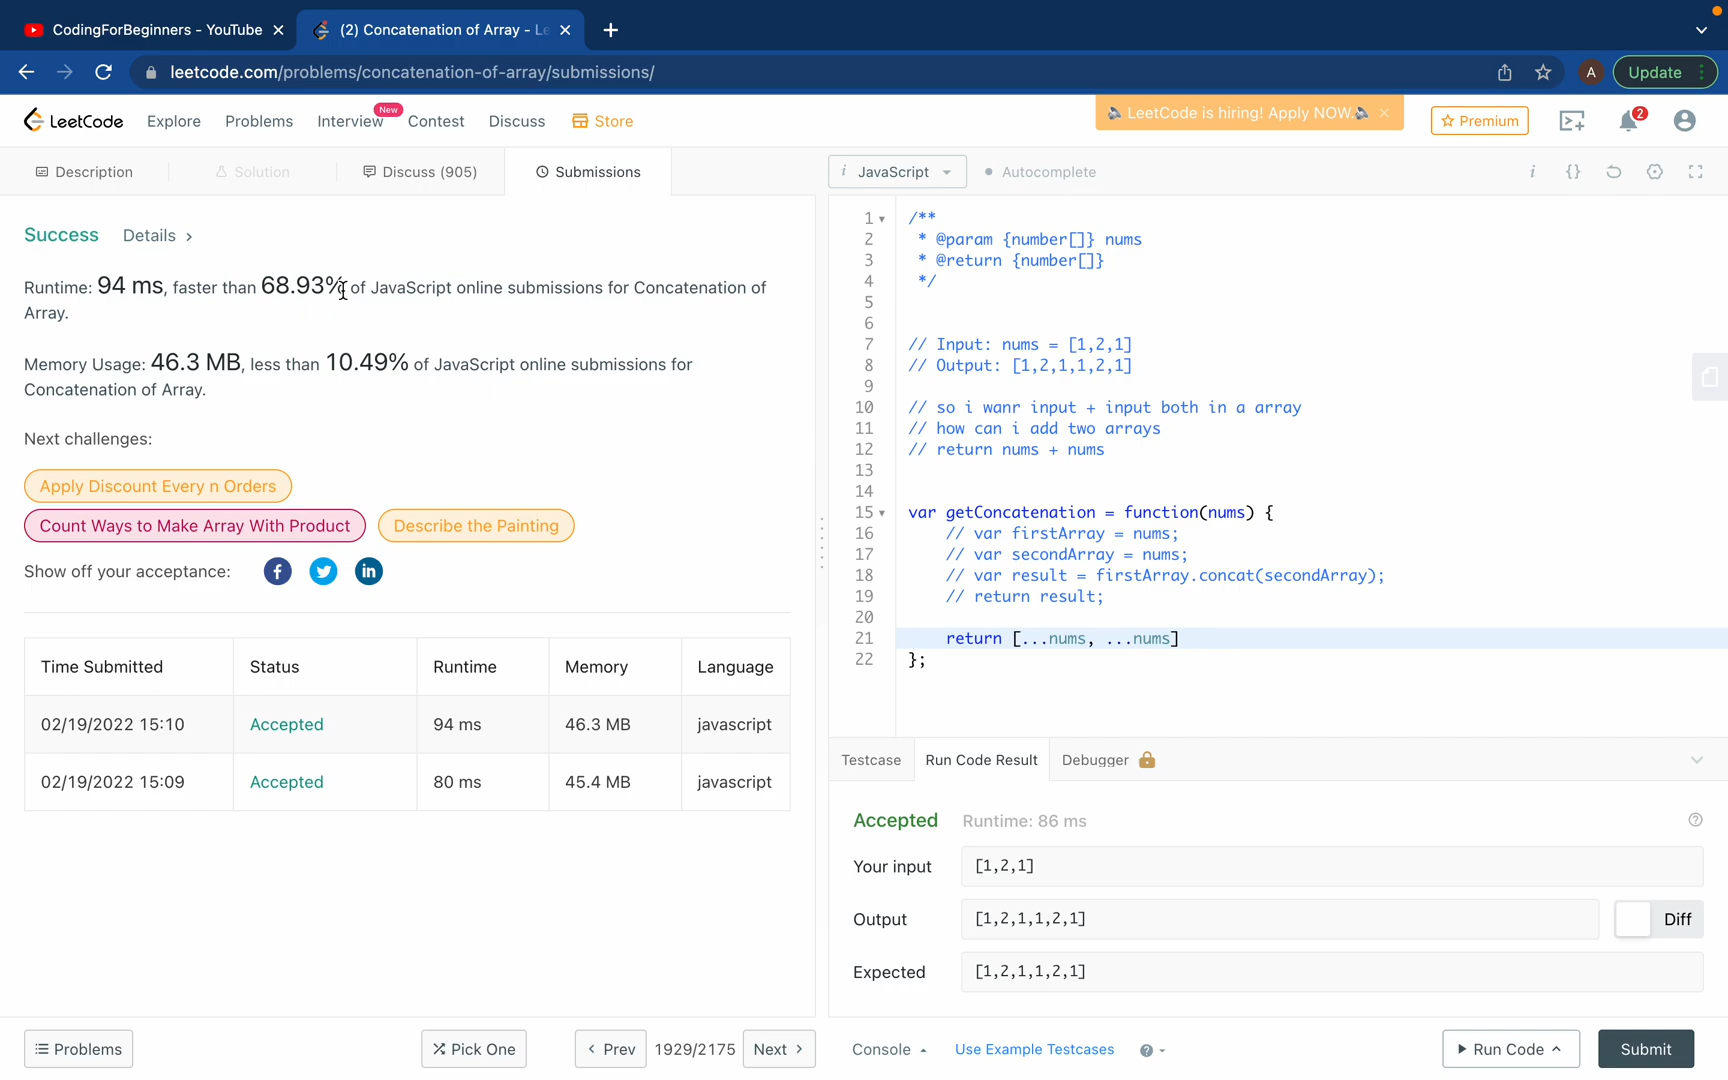 CodingForBeginners - YouTube
(2) Concatenation of Array - Le
leetcode.com/problems/concatenation-of-array/submissions/
A
Update
LeetCode
Explore
Problems
Interview
New
Contest
Discuss
Store
LeetCode is hiring! Apply NOW.
Premium
2
Description
Solution
Discuss (905)
Submissions
i JavaScript
Autocomplete
i
{}
Success
Details >
Runtime: 94 ms, faster than 68.93% of JavaScript online submissions for Concatenation of
Array.
Memory Usage: 46.3 MB, less than 10.49% of JavaScript online submissions for
Concatenation of Array.
Next challenges:
Apply Discount Every n Orders
Count Ways to Make Array With Product
Describe the Painting
Show off your acceptance:
f
in
Time Submitted Status Runtime Memory Language
02/19/2022 15:10 Accepted 94 ms 46.3 MB javascript
02/19/2022 15:09 Accepted 80 ms 45.4 MB javascript
1 /**
2 * @param {number[]} nums
3 * @return {number[]}
4 */
5
6
7 // Input: nums = [1,2,1]
8 // Output: [1,2,1,1,2,1]
9
10 // so i wanr input + input both in a array
11 // how can i add two arrays
12 // return nums + nums
13
14
15 var getConcatenation = function(nums) {
16 // var firstArray = nums;
17 // var secondArray = nums;
18 // var result = firstArray.concat(secondArray);
19 // return result;
20
21 return [...nums, ...nums]
22 };
Testcase
Run Code Result
Debugger
Accepted
Runtime: 86 ms
Your input
[1,2,1]
Output
[1,2,1,1,2,1]
Diff
Expected
[1,2,1,1,2,1]
Problems
Pick One
< Prev
1929/2175
Next >
Console
Use Example Testcases
Run Code
Submit